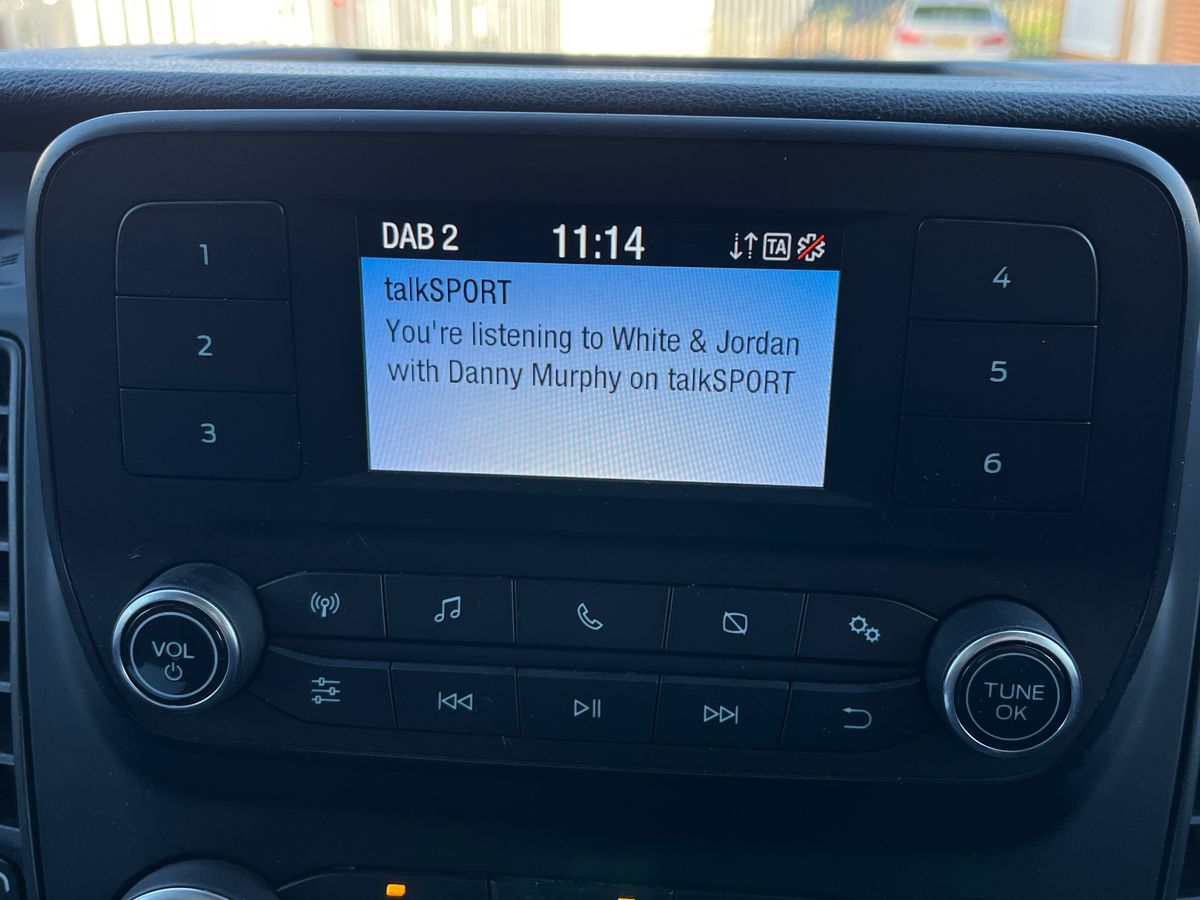 DAB 2 11:14 TA
talkSPORT
You're listening to White & Jordan
with Danny Murphy on talkSPORT
1
2
3
4
5
6
VOL
TUNE
OK